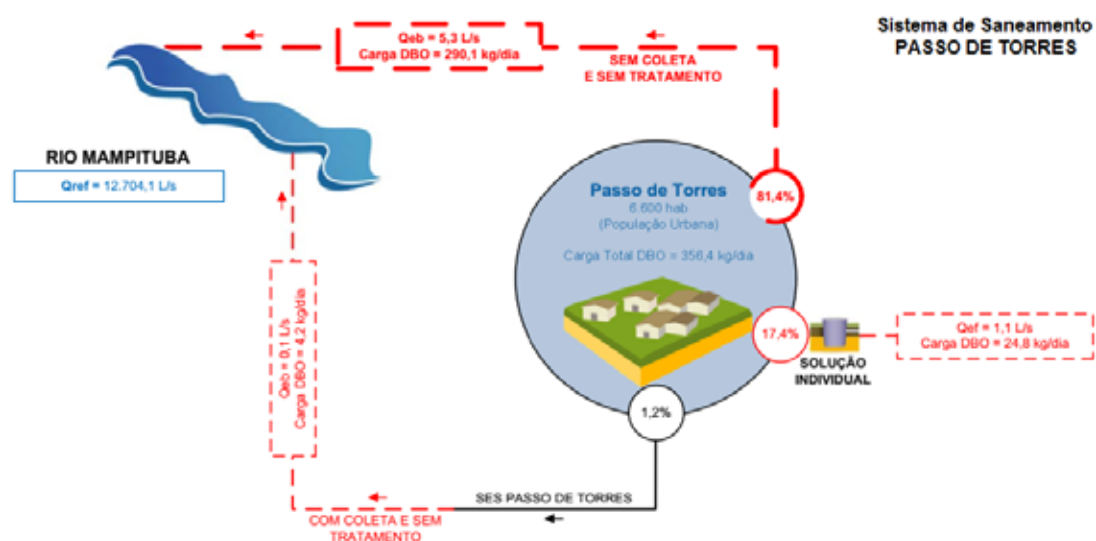 Sistema de Saneamento
PASSO DE TORRES
Qeb = 5,3 L/s
Carga DBO = 290,1 kg/dia
SEM COLETA
E SEM TRATAMENTO
RIO MAMPITUBA
Qref = 12.704,1 L/s
81,4%
Passo de Torres
6.600 hab
(População Urbana)
Carga Total DBO = 356,4 kg/dia
Qeb = 0,1 L/s
Carga DBO = 4,2 kg/dia
17,4%
SOLUÇÃO
INDIVIDUAL
Qef = 1,1 L/s
Carga DBO = 24,8 kg/dia
1,2%
SES PASSO DE TORRES
COM COLETA E SEM
TRATAMENTO